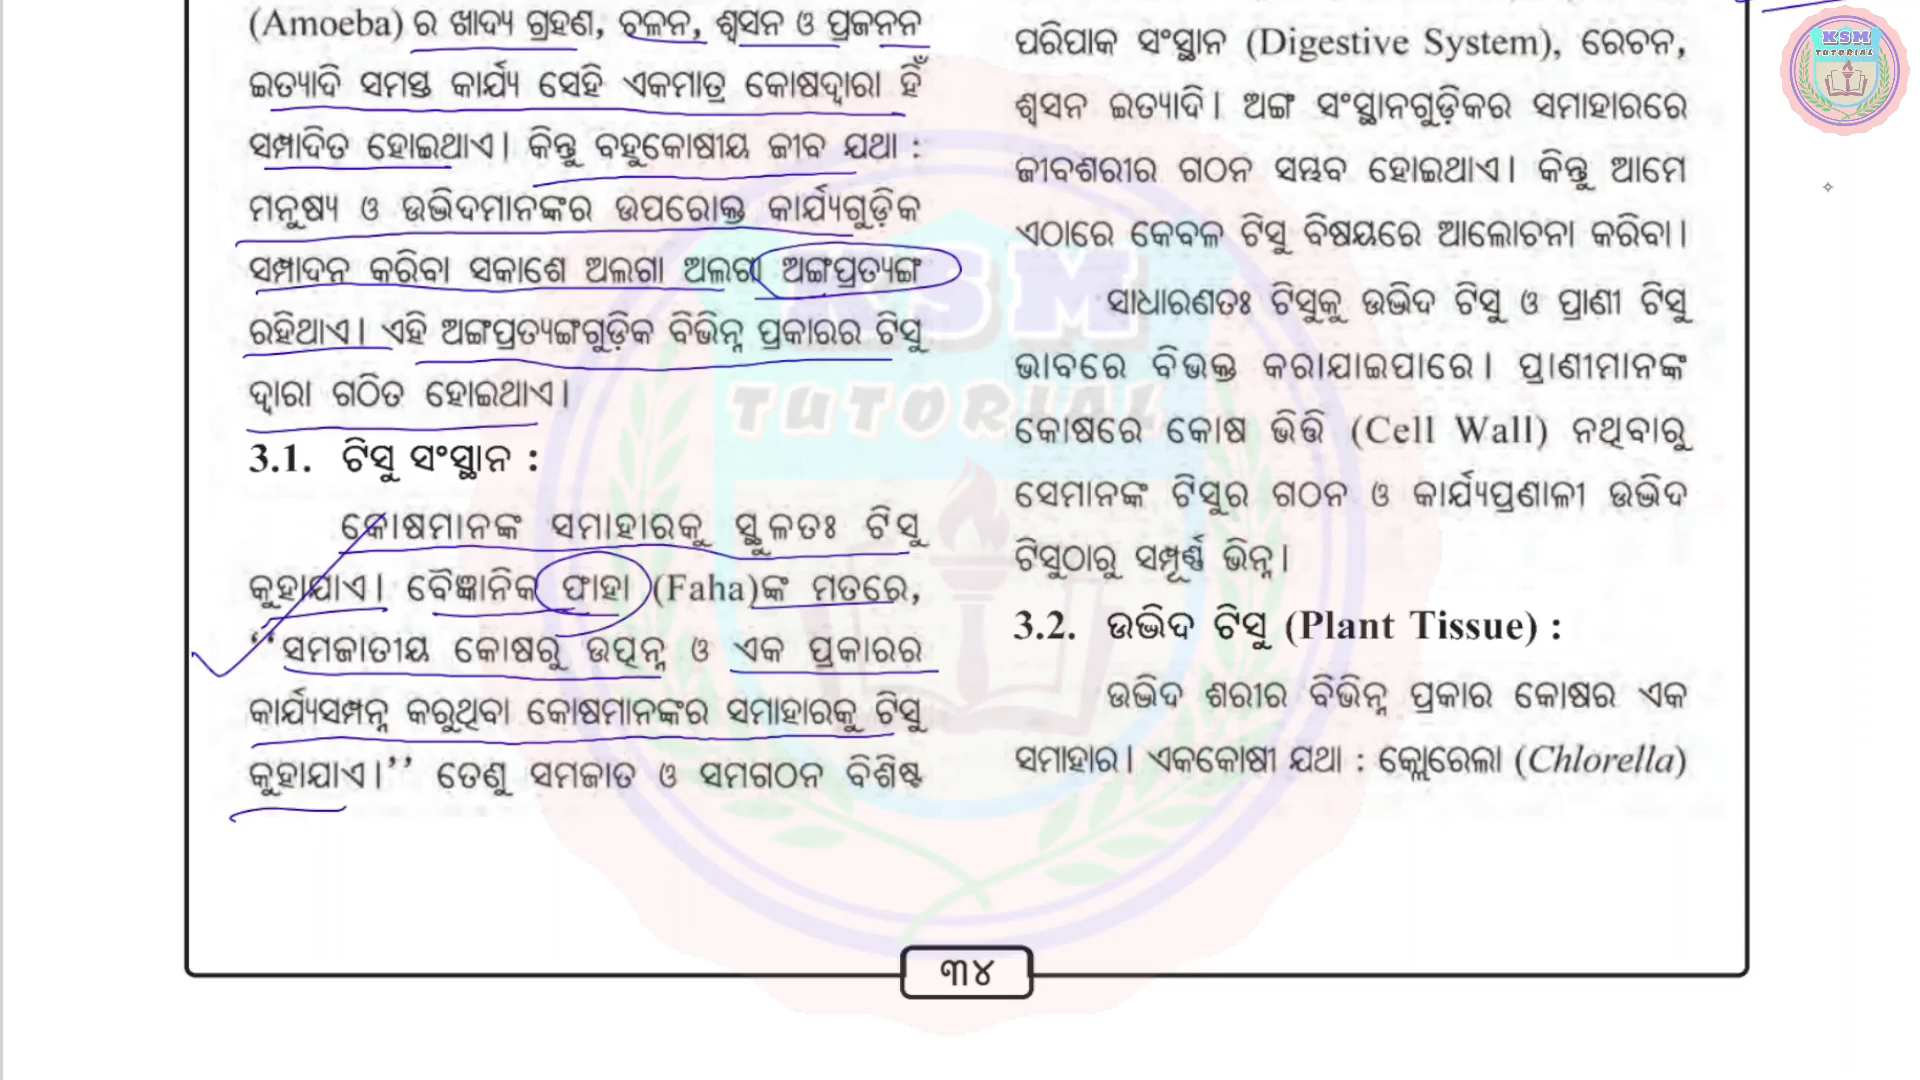 (Amoeba) ର ଖାଦ୍ୟ ଗ୍ରହଣ, ଚଳନ, ଶ୍ୱସନ ଓ ପ୍ରଜନନ
ଇତ୍ୟାଦି ସମସ୍ତ କାର୍ଯ୍ୟ ସେହି ଏକମାତ୍ର କୋଷଦ୍ୱାରା ହିଁ
ସମ୍ପାଦିତ ହୋଇଥାଏ। କିନ୍ତୁ ବହୁକୋଷୀୟ ଜୀବ ଯଥା :
ମନୁଷ୍ୟ ଓ ଉଦ୍ଭିଦମାନଙ୍କର ଉପରୋକ୍ତ କାର୍ଯ୍ୟଗୁଡ଼ିକ
ସମ୍ପାଦନ କରିବା ସକାଶେ ଅଲଗା ଅଲଗା ଅଙ୍ଗପ୍ରତ୍ୟଙ୍ଗ
ରହିଥାଏ। ଏହି ଅଙ୍ଗପ୍ରତ୍ୟଙ୍ଗଗୁଡ଼ିକ ବିଭିନ୍ନ ପ୍ରକାରର ଟିସୁ
ଦ୍ୱାରା ଗଠିତ ହୋଇଥାଏ।
3.1. ଟିସୁ ସଂସ୍ଥାନ :
କୋଷମାନଙ୍କ ସମାହାରକୁ ସ୍ଥୂଳତଃ ଟିସୁ
କୁହାଯାଏ। ବୈଜ୍ଞାନିକ ଫାହା (Faha)ଙ୍କ ମତରେ,
‘‘ସମଜାତୀୟ କୋଷରୁ ଉତ୍ପନ୍ନ ଓ ଏକ ପ୍ରକାରର
କାର୍ଯ୍ୟସମ୍ପନ୍ନ କରୁଥିବା କୋଷମାନଙ୍କର ସମାହାରକୁ ଟିସୁ
କୁହାଯାଏ।’’ ତେଣୁ ସମଜାତ ଓ ସମଗଠନ ବିଶିଷ୍ଟ
ପରିପାକ ସଂସ୍ଥାନ (Digestive System), ରେଚନ,
ଶ୍ୱସନ ଇତ୍ୟାଦି। ଅଙ୍ଗ ସଂସ୍ଥାନଗୁଡ଼ିକର ସମାହାରରେ
ଜୀବଶରୀର ଗଠନ ସମ୍ଭବ ହୋଇଥାଏ। କିନ୍ତୁ ଆମେ
ଏଠାରେ କେବଳ ଟିସୁ ବିଷୟରେ ଆଲୋଚନା କରିବା।
ସାଧାରଣତଃ ଟିସୁକୁ ଉଦ୍ଭିଦ ଟିସୁ ଓ ପ୍ରାଣୀ ଟିସୁ
ଭାବରେ ବିଭକ୍ତ କରାଯାଇପାରେ। ପ୍ରାଣୀମାନଙ୍କ
କୋଷରେ କୋଷ ଭିତ୍ତି (Cell Wall) ନଥିବାରୁ
ସେମାନଙ୍କ ଟିସୁର ଗଠନ ଓ କାର୍ଯ୍ୟପ୍ରଣାଳୀ ଉଦ୍ଭିଦ
ଟିସୁଠାରୁ ସମ୍ପୂର୍ଣ୍ଣ ଭିନ୍ନ।
3.2. ଉଦ୍ଭିଦ ଟିସୁ (Plant Tissue) :
ଉଦ୍ଭିଦ ଶରୀର ବିଭିନ୍ନ ପ୍ରକାର କୋଷର ଏକ
ସମାହାର। ଏକକୋଷୀ ଯଥା : କ୍ଲୋରେଲା (Chlorella)
୩୪
KSM
TUTORIAL
KSM
TUTORIAL